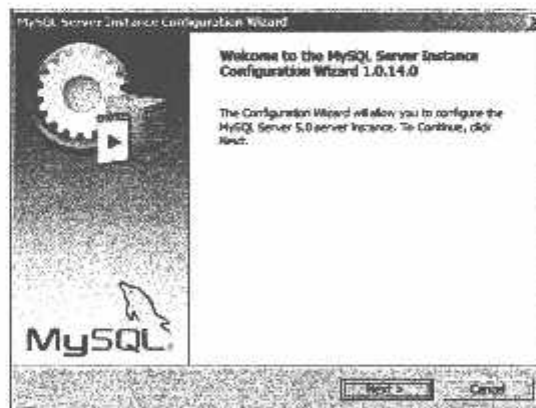 MySQL Server Instance Configuration Wizard
Welcome to the MySQL Server Instance
Configuration Wizard 1.0.14.0
The Configuration Wizard will allow you to configure the
MySQL Server 5.0 server instance. To Continue, click
Next.
MySQL
Next >
Cancel